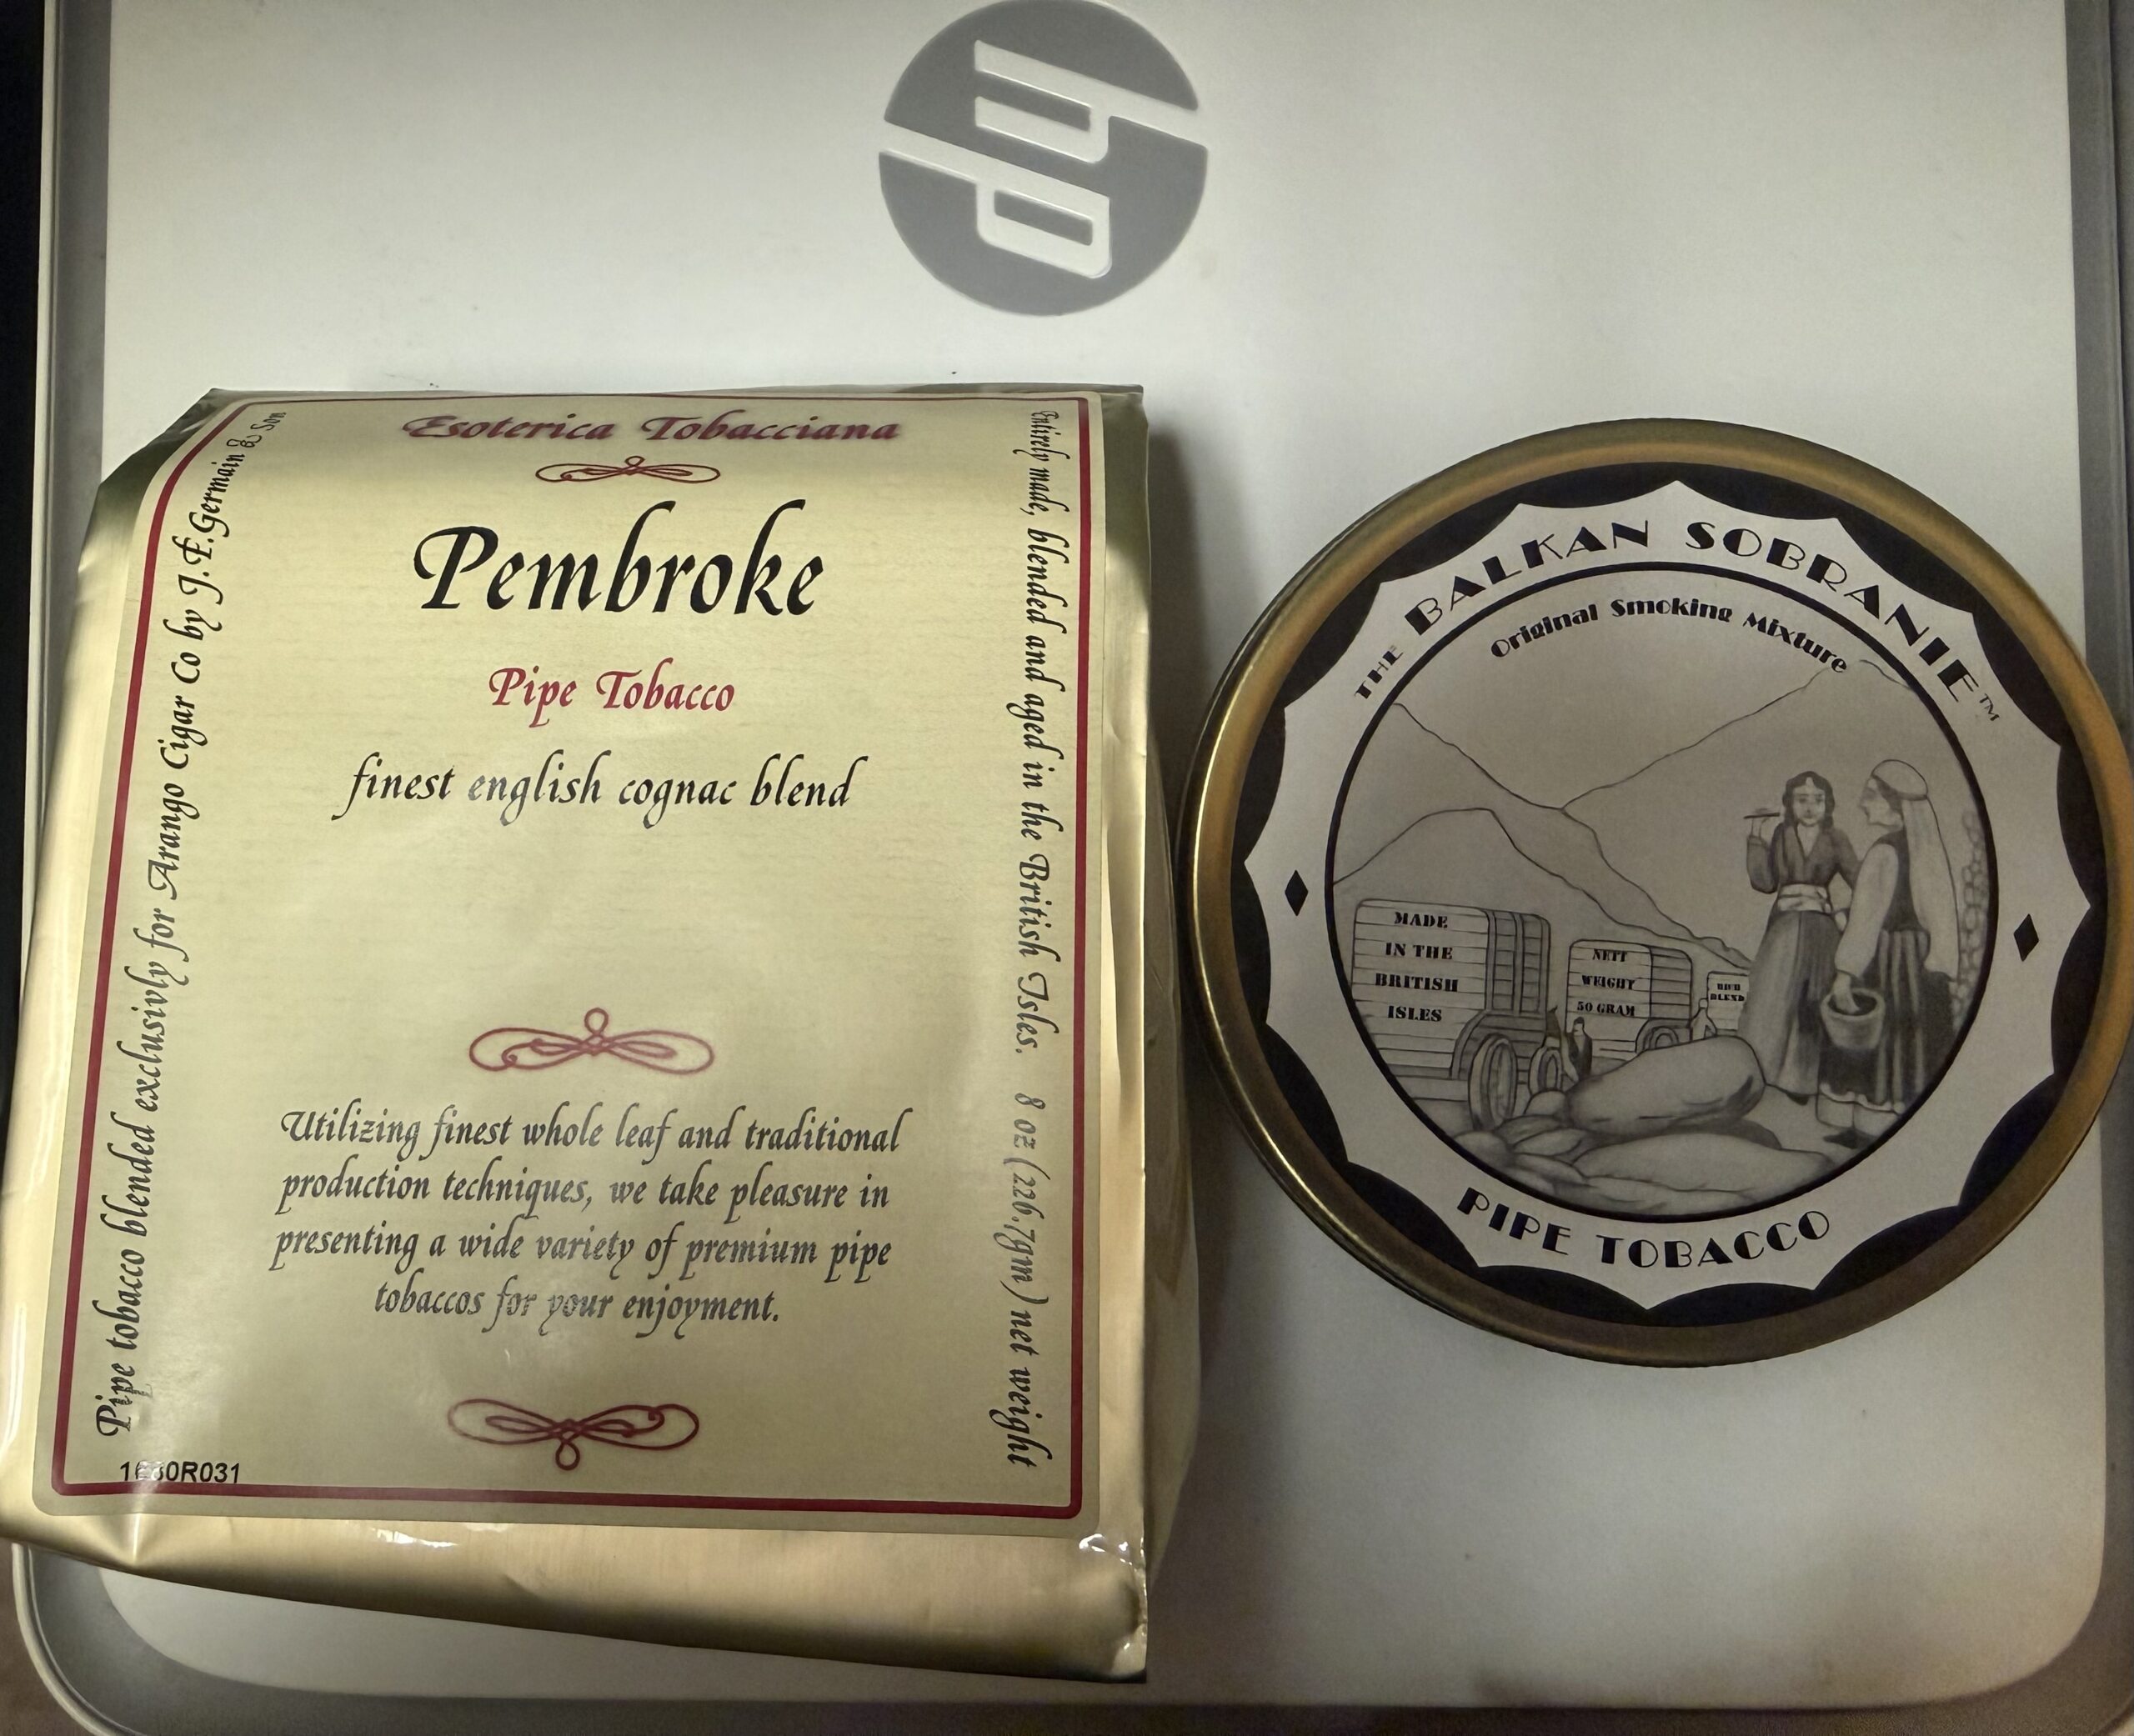 hp
Esoterica Tobacciana
Pembroke
Pipe Tobacco
finest english cognac blend
Utilizing finest whole leaf and traditional
production techniques, we take pleasure in
presenting a wide variety of premium pipe
tobaccos for your enjoyment.
Pipe tobacco blended exclusivly for Arango Cigar Co by J.F.Germain & Son
Entirely made, blended and aged in the British Isles. 8 oz (226.7gm) net weight
THE BALKAN SOBRANIE™
Original Smoking Mixture
MADE
IN THE
BRITISH
ISLES
NETT
WEIGHT
50 GRAM
RICH
BLEND
PIPE TOBACCO